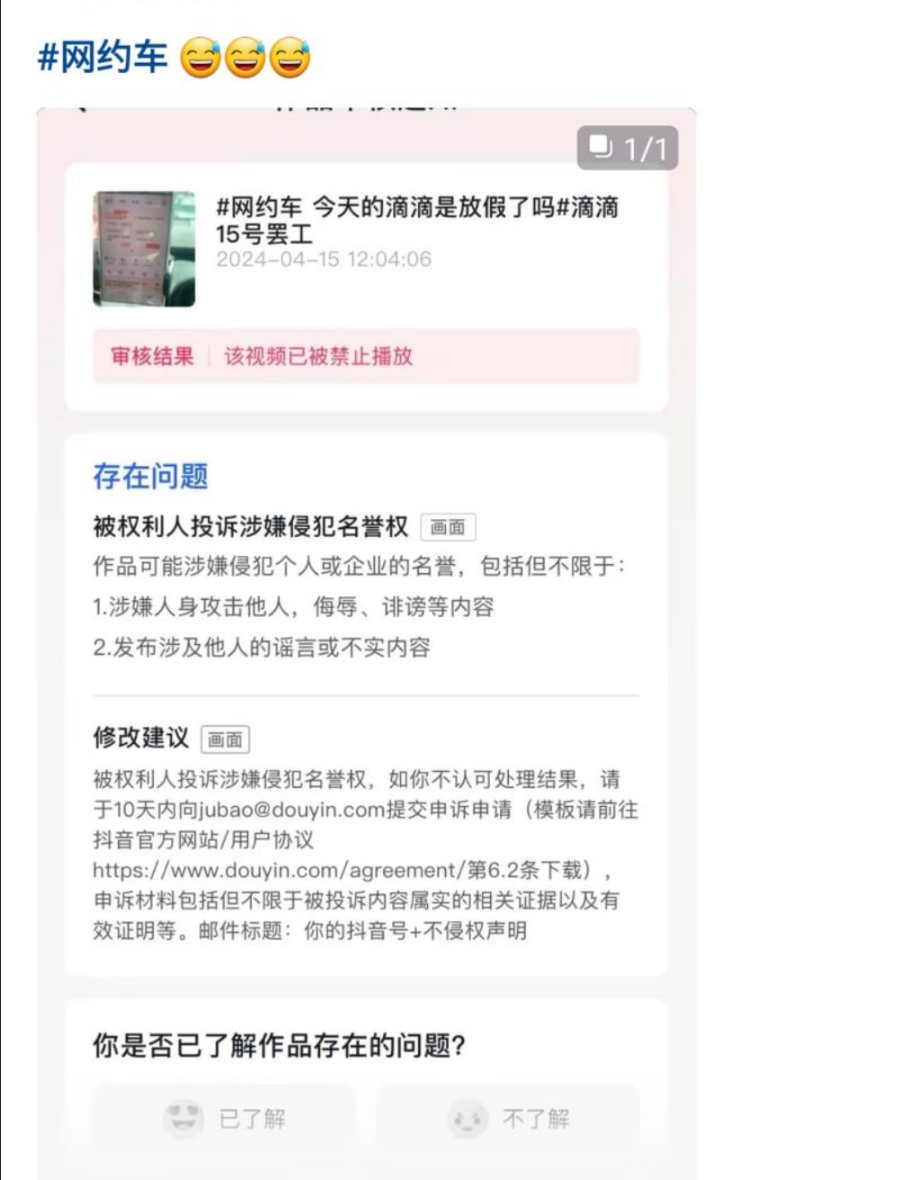 #网约车 😅😅😅
1/1
#网约车 今天的滴滴是放假了吗#滴滴
15号罢工
2024-04-15 12:04:06
审核结果 | 该视频已被禁止播放
存在问题
被权利人投诉涉嫌侵犯名誉权 画面
作品可能涉嫌侵犯个人或企业的名誉，包括但不限于：
1.涉嫌人身攻击他人，侮辱、诽谤等内容
2.发布涉及他人的谣言或不实内容
修改建议 画面
被权利人投诉涉嫌侵犯名誉权，如你不认可处理结果，请
于10天内向jubao@douyin.com提交申诉申请（模板请前往
抖音官方网站/用户协议
https://www.douyin.com/agreement/第6.2条下载），
申诉材料包括但不限于被投诉内容属实的相关证据以及有
效证明等。邮件标题：你的抖音号+不侵权声明
你是否已了解作品存在的问题?
已了解
不了解